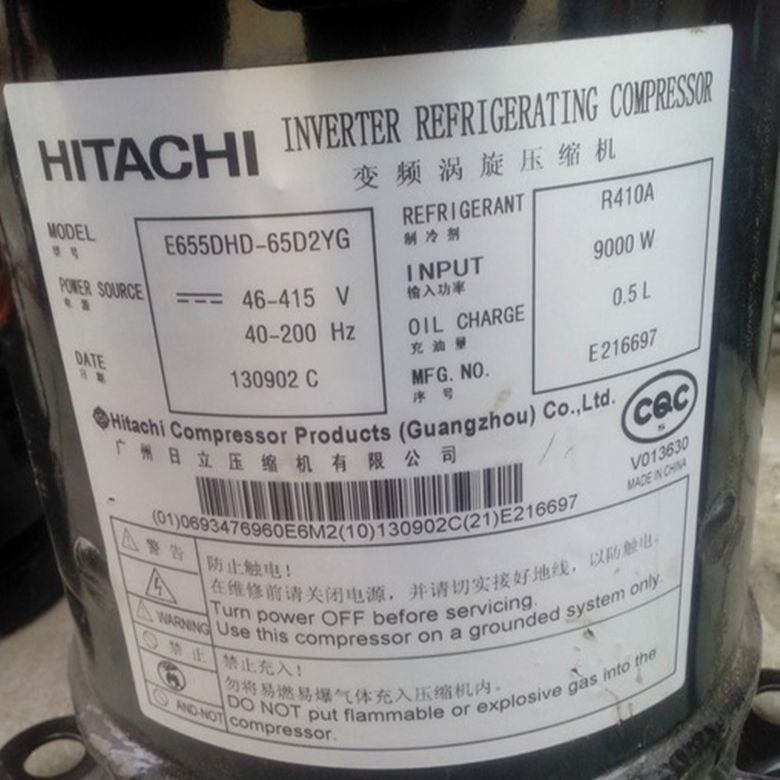 HITACHI INVERTER REFRIGERATING COMPRESSOR
变频涡旋压缩机
MODEL E655DHD-65D2YG
型号
POWER SOURCE 46-415 V
电源 40-200 Hz
DATE 130902 C
日期
REFRIGERANT R410A
制冷剂
INPUT 9000 W
输入功率
OIL CHARGE 0.5 L
充油量
MFG. NO. E216697
序号
Hitachi Compressor Products (Guangzhou) Co.,Ltd.
广州日立压缩机有限公司
CQC
S
V013630
MADE IN CHINA
(01)0693476960E6M2(10)130902C(21)E216697
警告
WARNING
防止触电!
在维修前请关闭电源，并请切实接好地线，以防触电.
Turn power OFF before servicing.
Use this compressor on a grounded system only.
禁止
AND-NOT
禁止充入!
勿将易燃易爆气体充入压缩机内。
DO NOT put flammable or explosive gas into the
compressor.